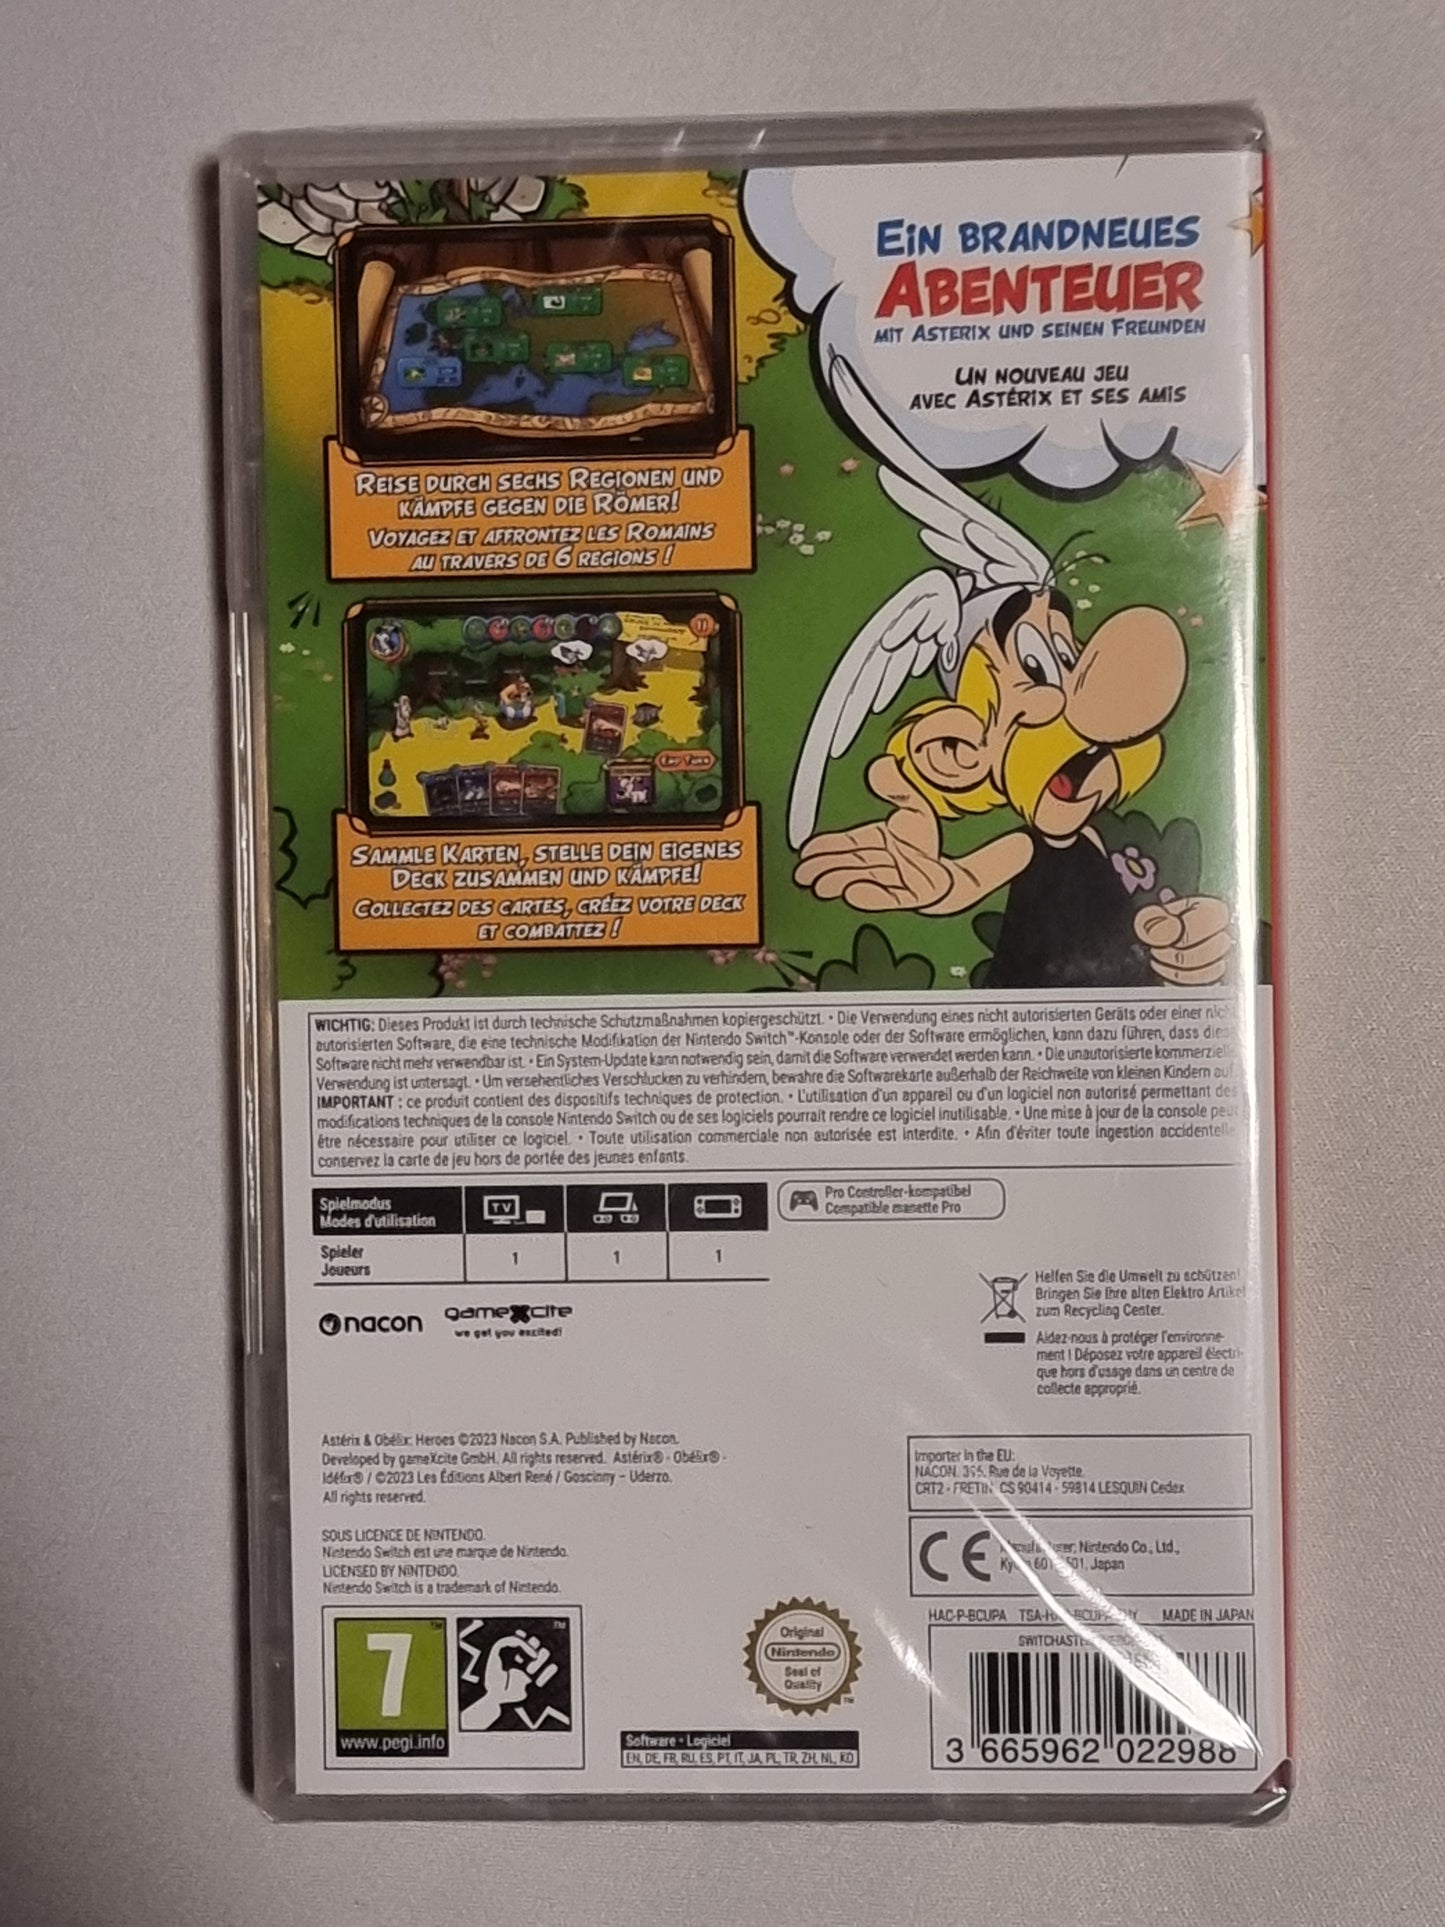 EIN BRANDNEUES
ABENTEUER
MIT ASTERIX UND SEINEN FREUNDEN
UN NOUVEAU JEU
AVEC ASTÉRIX ET SES AMIS
REISE DURCH SECHS REGIONEN UND
KÄMPFE GEGEN DIE RÖMER!
VOYAGEZ ET AFFRONTEZ LES ROMAINS
AU TRAVERS DE 6 REGIONS !
END TURN
SAMMLE KARTEN, STELLE DEIN EIGENES
DECK ZUSAMMEN UND KÄMPFE!
COLLECTEZ DES CARTES, CRÉEZ VOTRE DECK
ET COMBATTEZ !
WICHTIG: Dieses Produkt ist durch technische Schutzmaßnahmen kopiergeschützt. • Die Verwendung eines nicht autorisierten Geräts oder einer
autorisierten Software, die eine technische Modifikation der Nintendo Switch™-Konsole oder der Software ermöglichen, kann dazu führen, dass
Software nicht mehr verwendbar ist. • Ein System-Update kann notwendig sein, damit die Software verwendet werden kann. • Die unautorisierte
Verwendung ist untersagt. • Um versehentliches Verschlucken zu verhindern, bewahre die Softwarekarte außerhalb der Reichweite von kleinen Kindern auf.
IMPORTANT : ce produit contient des dispositifs techniques de protection. • L'utilisation d'un appareil ou d'un logiciel non autorisé permettant des
modifications techniques de la console Nintendo Switch ou de ses logiciels pourrait rendre ce logiciel inutilisable. • Une mise à jour de la console peut
être nécessaire pour utiliser ce logiciel. • Toute utilisation commerciale non autorisée est interdite. • Afin d'éviter toute ingestion
conservez la carte de jeu hors de portée des jeunes enfants.
Spielmodus
Modes d'utilisation
TV
Pro Controller-kompatibel
Compatible manette Pro
Spieler
Joueurs
1 1 1
nacon
gameXcite
we get you excited!
Helfen Sie die Umwelt zu schützen!
Bringen Sie Ihre alten Elektro Artikel
zum Recycling Center.
Aidez-nous à protéger l'environne-
ment ! Déposez votre appareil électri-
que hors d'usage dans un centre de
collecte approprié.
Astérix & Obélix: Heroes ©2023 Nacon S.A. Published by Nacon.
Developed by gameXcite GmbH. All rights reserved. Astérix® - Obélix® -
Idéfix® / ©2023 Les Éditions Albert René / Goscinny – Uderzo.
All rights reserved.
SOUS LICENCE DE NINTENDO.
Nintendo Switch est une marque de Nintendo.
LICENSED BY NINTENDO.
Nintendo Switch is a trademark of Nintendo.
Importer in the EU:
NACON. 396, Rue de la Voyette,
CRT2 - FRETIN CS 90414 - 59814 LESQUIN Cedex
CE
Nintendo Co., Ltd.,
Japan
HAC-P-BCUPA MADE IN JAPAN
7
www.pegi.info
Original
Nintendo
Seal of
Quality
TM
Software • Logiciel
EN, DE, FR, RU, ES, PT, IT, JA, PL, TR, ZH, NL, KO
3 665962 022988